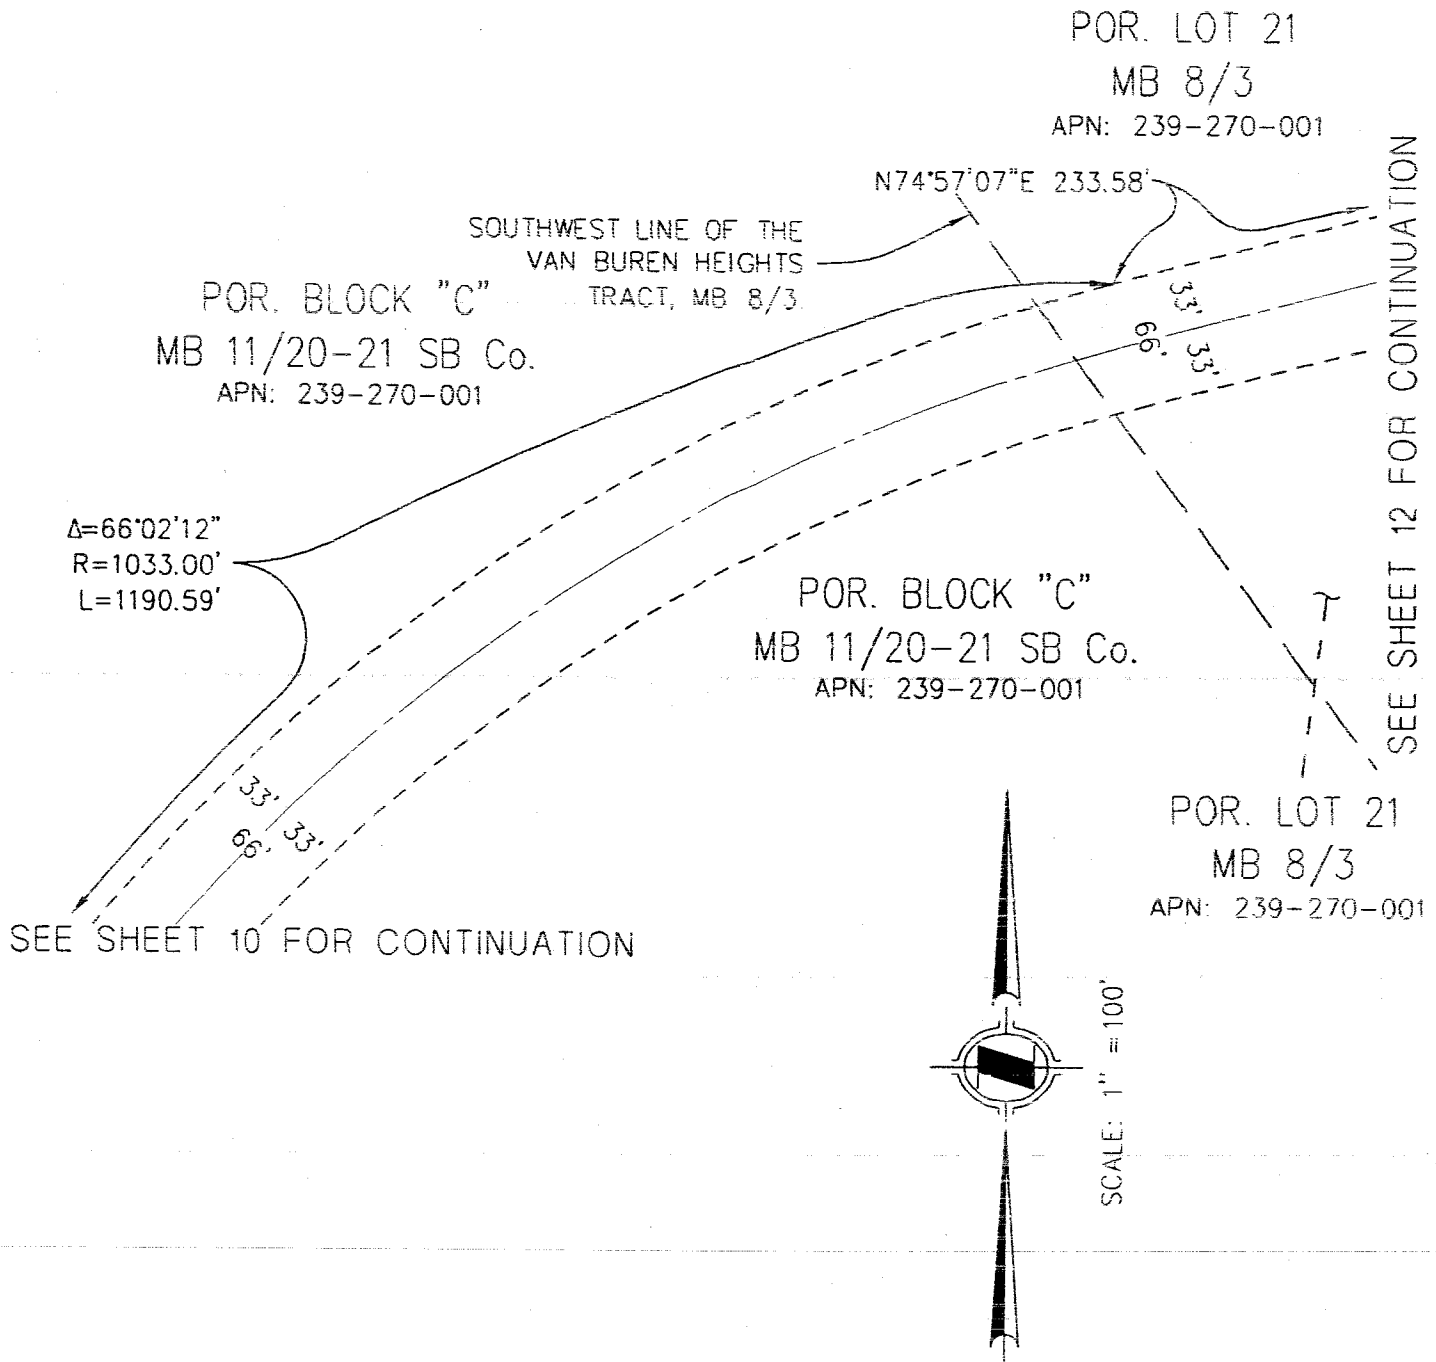 POR. LOT 21
MB 8/3
APN: 239-270-001
N74°57'07"E 233.58'
SOUTHWEST LINE OF THE
VAN BUREN HEIGHTS
TRACT, MB 8/3
POR. BLOCK "C"
MB 11/20-21 SB Co.
APN: 239-270-001
33'
66' 33'
SEE SHEET 12 FOR CONTINUATION
Δ=66°02'12"
R=1033.00'
L=1190.59'
POR. BLOCK "C"
MB 11/20-21 SB Co.
APN: 239-270-001
33'
66' 33'
POR. LOT 21
MB 8/3
APN: 239-270-001
SEE SHEET 10 FOR CONTINUATION
SCALE: 1" = 100'